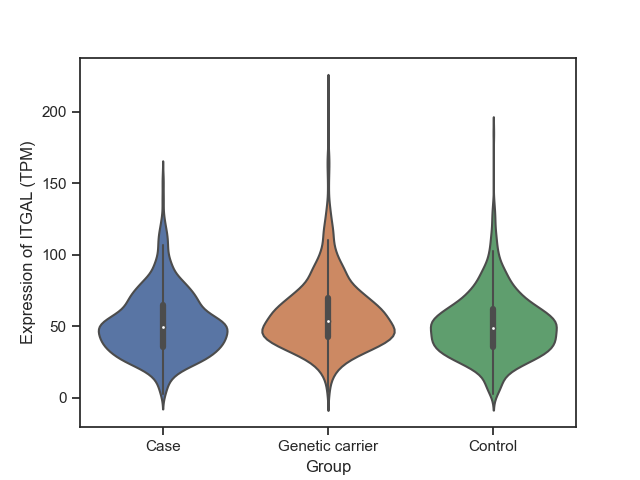 Expression of ITGAL (TPM)
200
150
100
50
0
Case
Genetic carrier
Control
Group